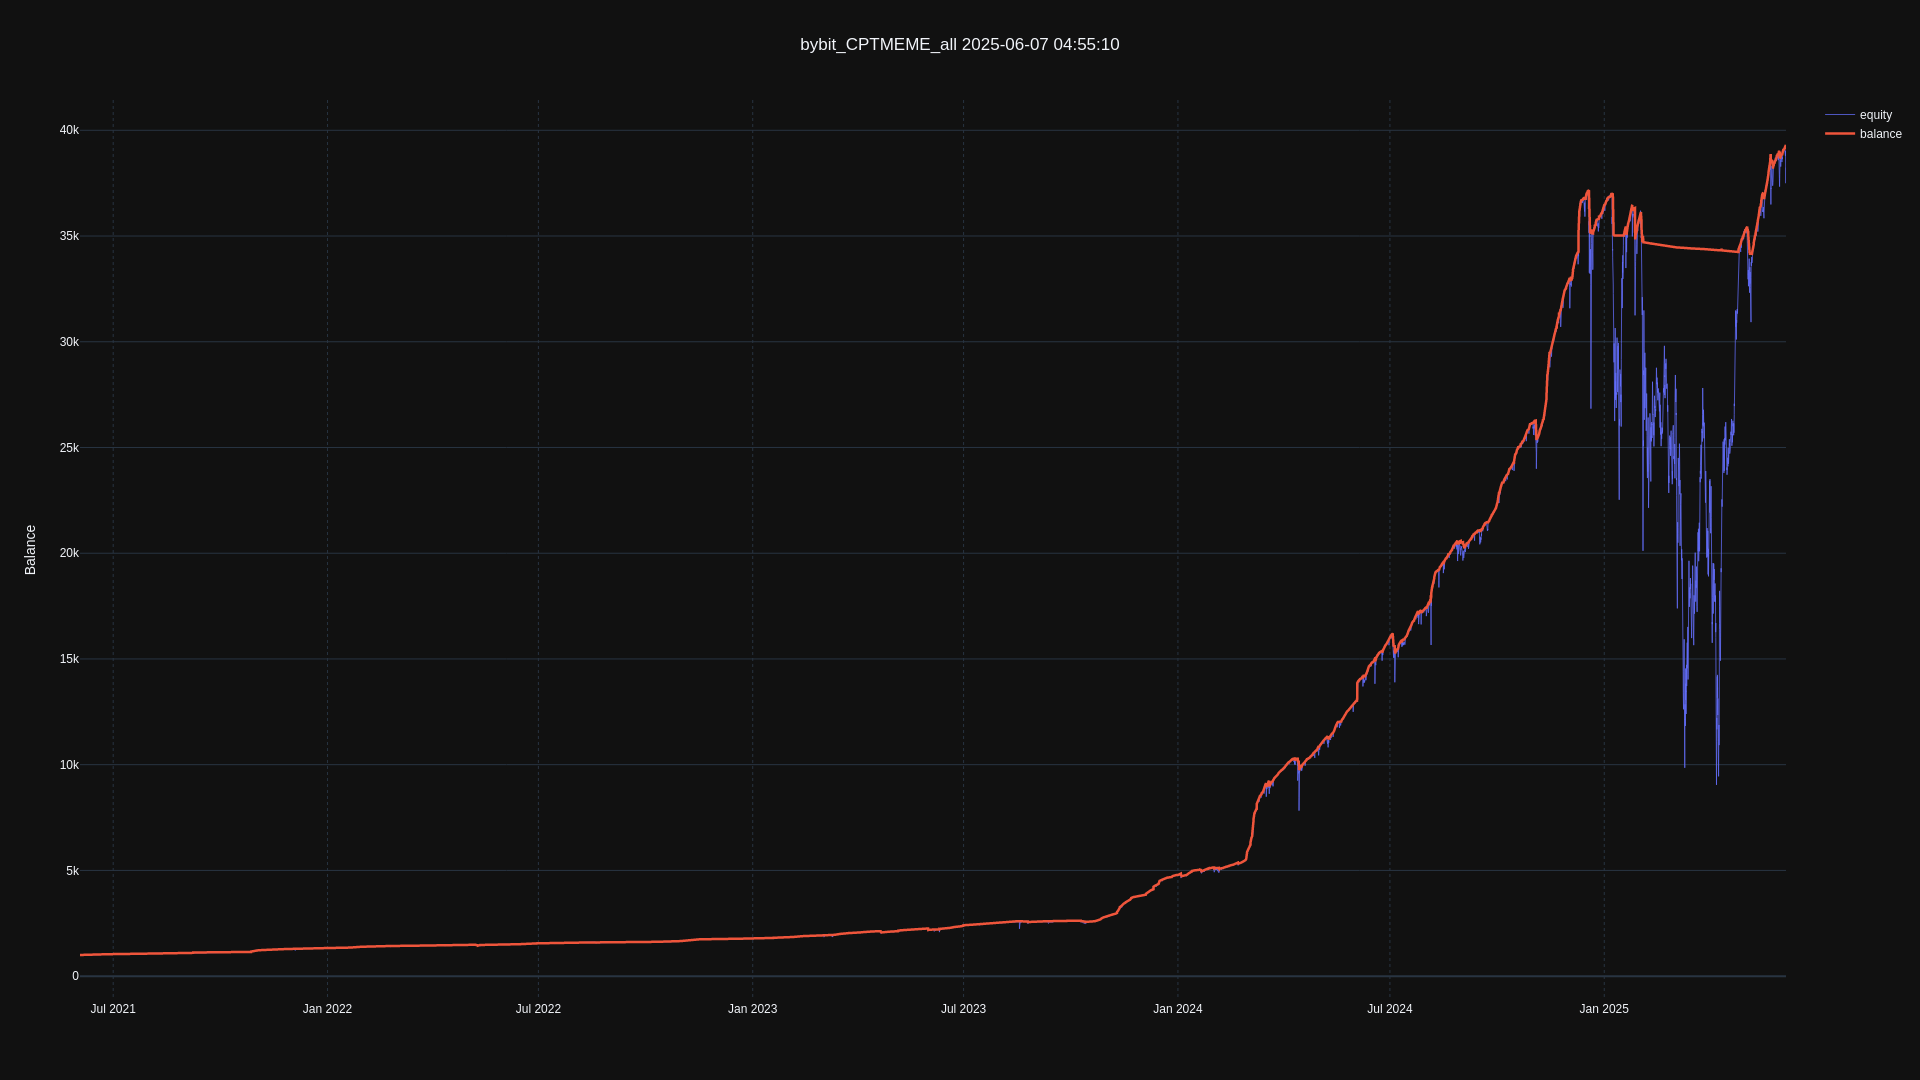 bybit_CPTMEME_all 2025-06-07 04:55:10
equity
balance
Balance
40k
35k
30k
25k
20k
15k
10k
5k
0
Jul 2021
Jan 2022
Jul 2022
Jan 2023
Jul 2023
Jan 2024
Jul 2024
Jan 2025